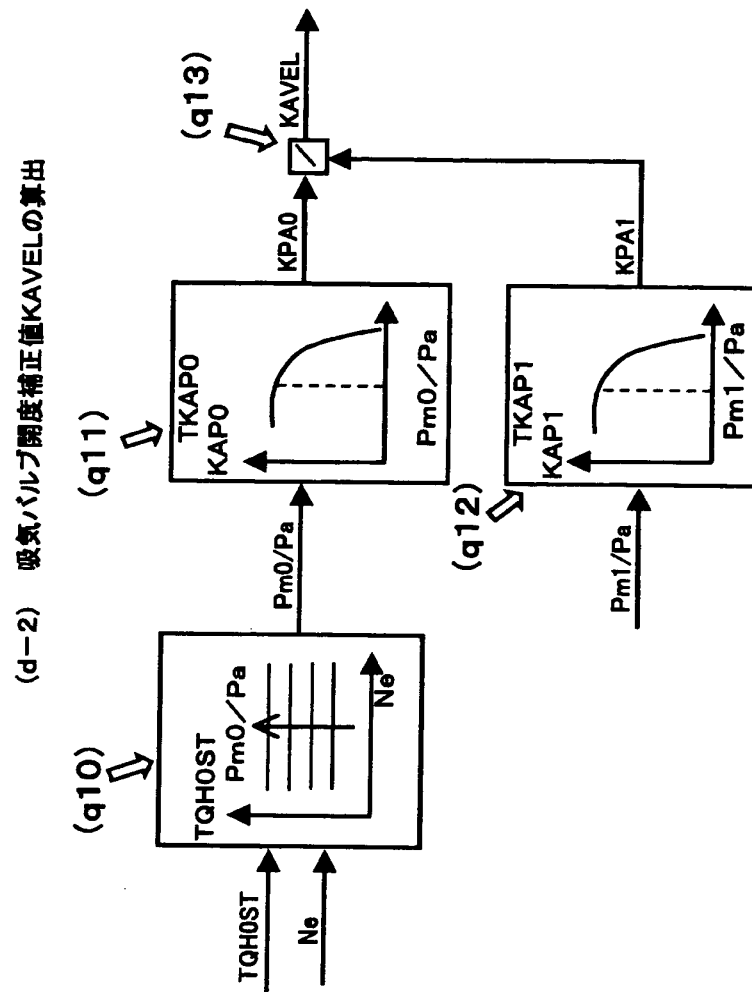 (d-2) 吸気バルブ開度補正値KAVELの算出
(q10)
TQH0ST
Ne
TQH0ST
Pm0/Pa
Ne
Pm0/Pa
(q11)
TKAP0
KAP0
Pm0/Pa
KPA0
(q13)
KAVEL
(q12)
Pm1/Pa
TKAP1
KAP1
Pm1/Pa
KPA1